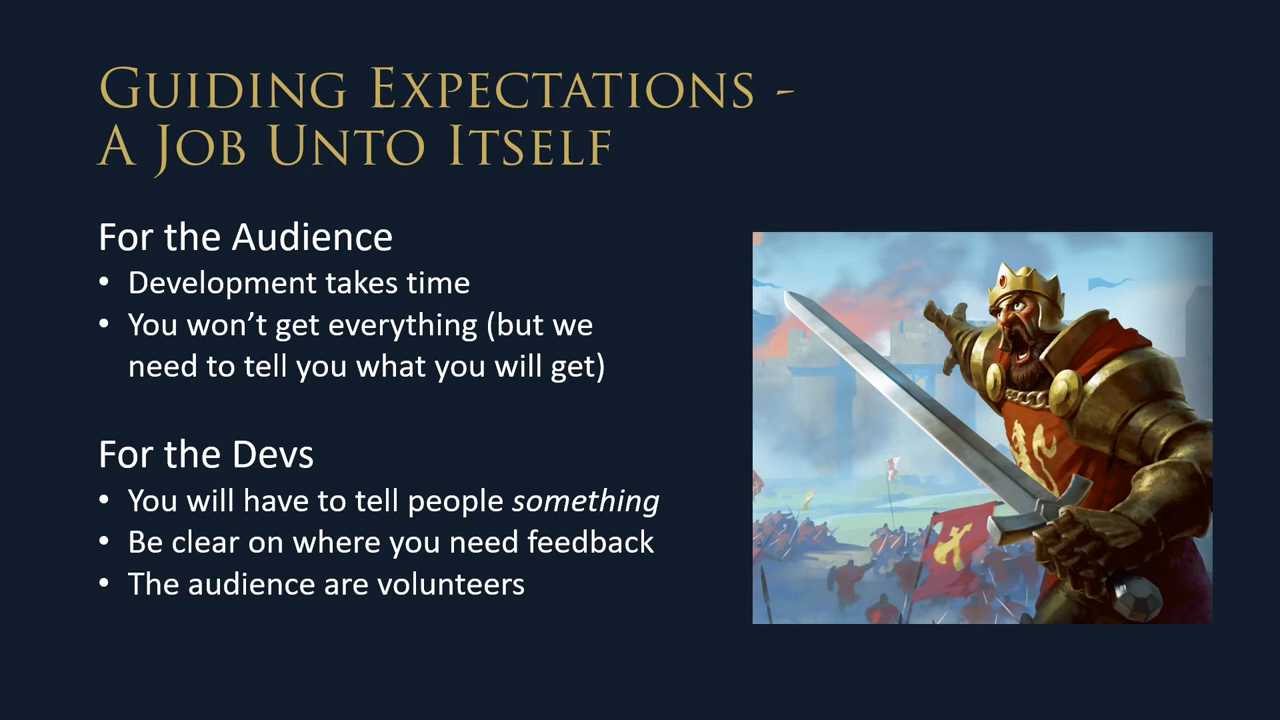 Guiding Expectations -
A Job Unto Itself
For the Audience
• Development takes time
• You won’t get everything (but we
need to tell you what you will get)
For the Devs
• You will have to tell people something
• Be clear on where you need feedback
• The audience are volunteers